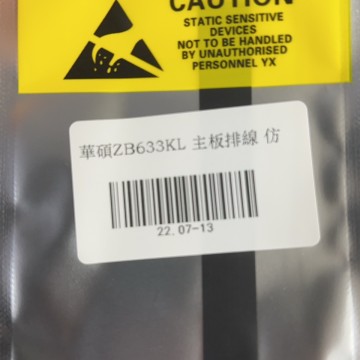 CAUTION
STATIC SENSITIVE
DEVICES
NOT TO BE HANDLED
BY UNAUTHORISED
PERSONNEL YX
華碩ZB633KL 主板排線 仿
22.07-13